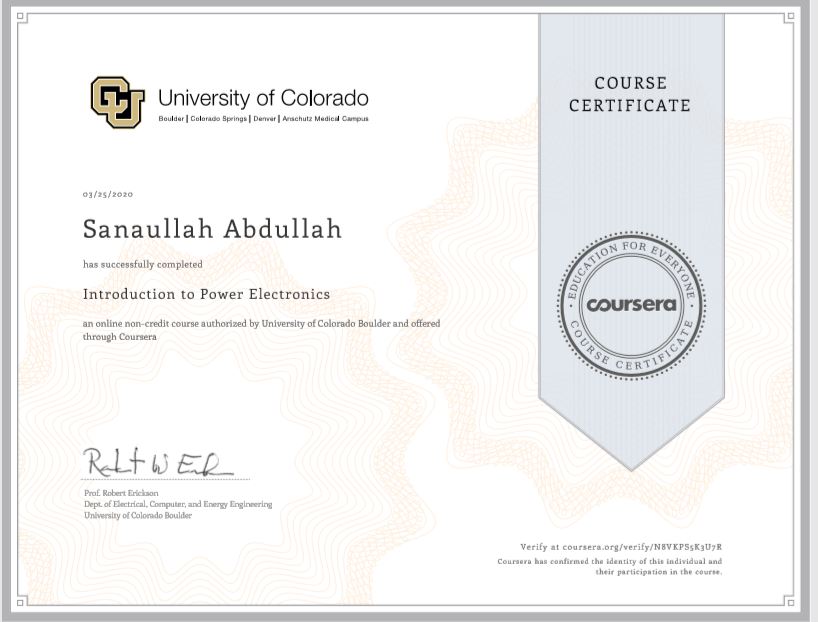 CU
University of Colorado
Boulder | Colorado Springs | Denver | Anschutz Medical Campus
COURSE
CERTIFICATE
03/25/2020
Sanaullah Abdullah
has successfully completed
Introduction to Power Electronics
an online non-credit course authorized by University of Colorado Boulder and offered
through Coursera
EDUCATION FOR EVERYONE
coursera
COURSE CERTIFICATE
Prof. Robert Erickson
Dept. of Electrical, Computer, and Energy Engineering
University of Colorado Boulder
Verify at coursera.org/verify/N8VKPS5K3U7R
Coursera has confirmed the identity of this individual and
their participation in the course.